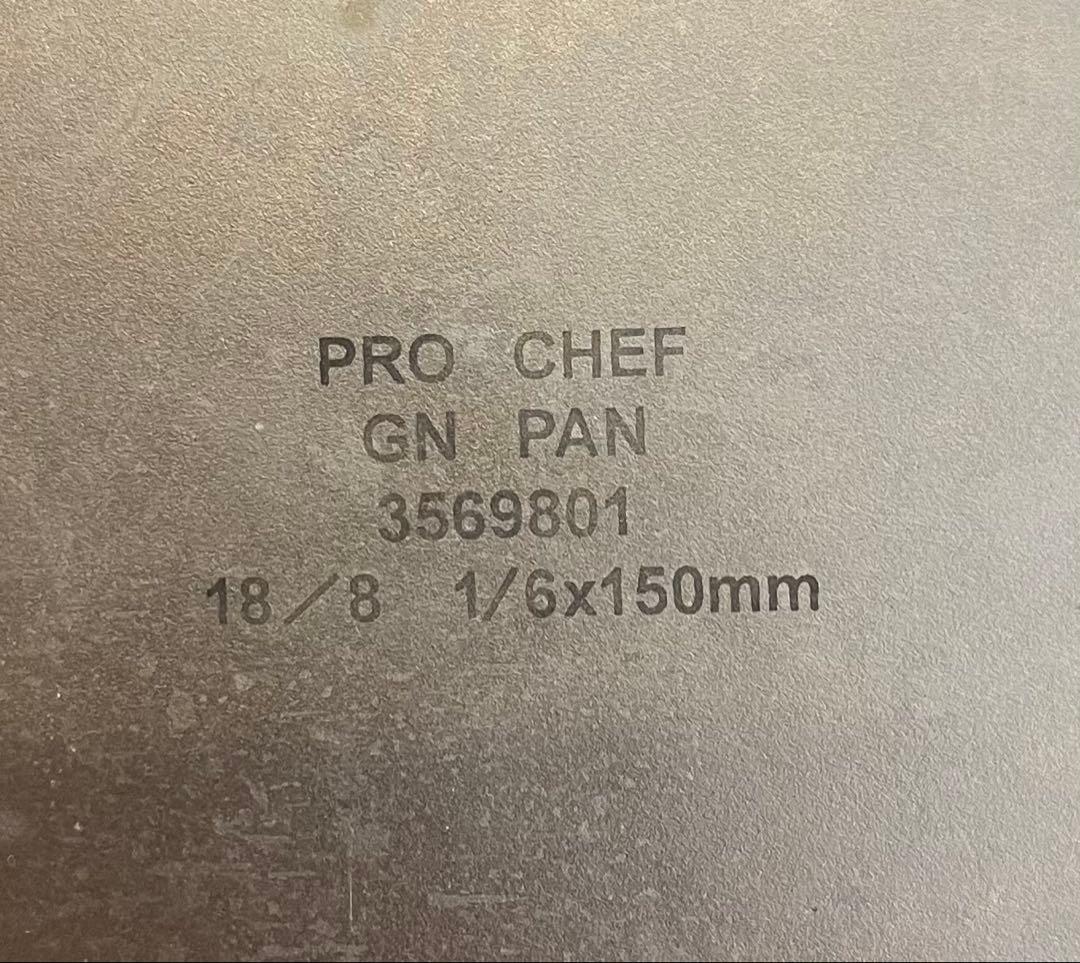 PRO CHEF
GN PAN
3569801
18／8 1/6x150mm